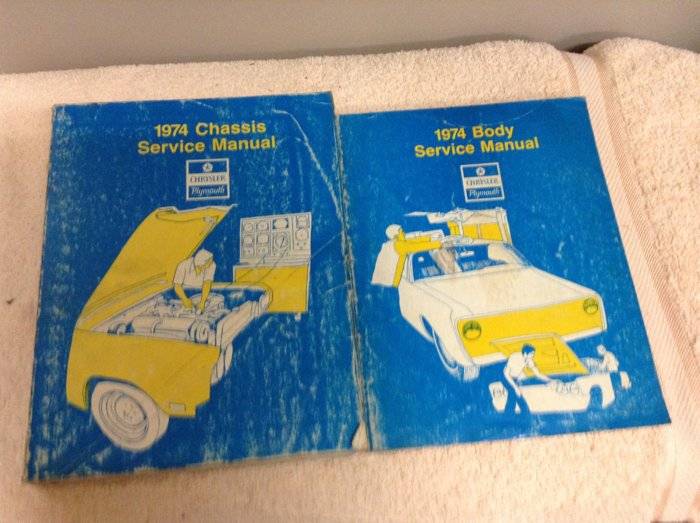 1974 Chassis
Service Manual
CHRYSLER
Plymouth
1974 Body
Service Manual
CHRYSLER
Plymouth